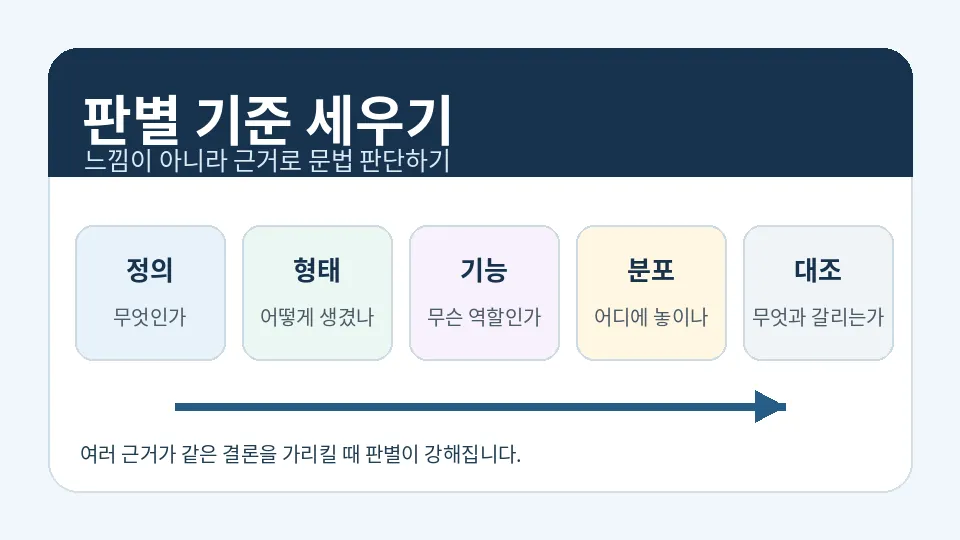 판별 기준 세우기
느낌이 아니라 근거로 문법 판단하기
정의
무엇인가
형태
어떻게 생겼나
기능
무슨 역할인가
분포
어디에 놓이나
대조
무엇과 갈리는가
여러 근거가 같은 결론을 가리킬 때 판별이 강해집니다.